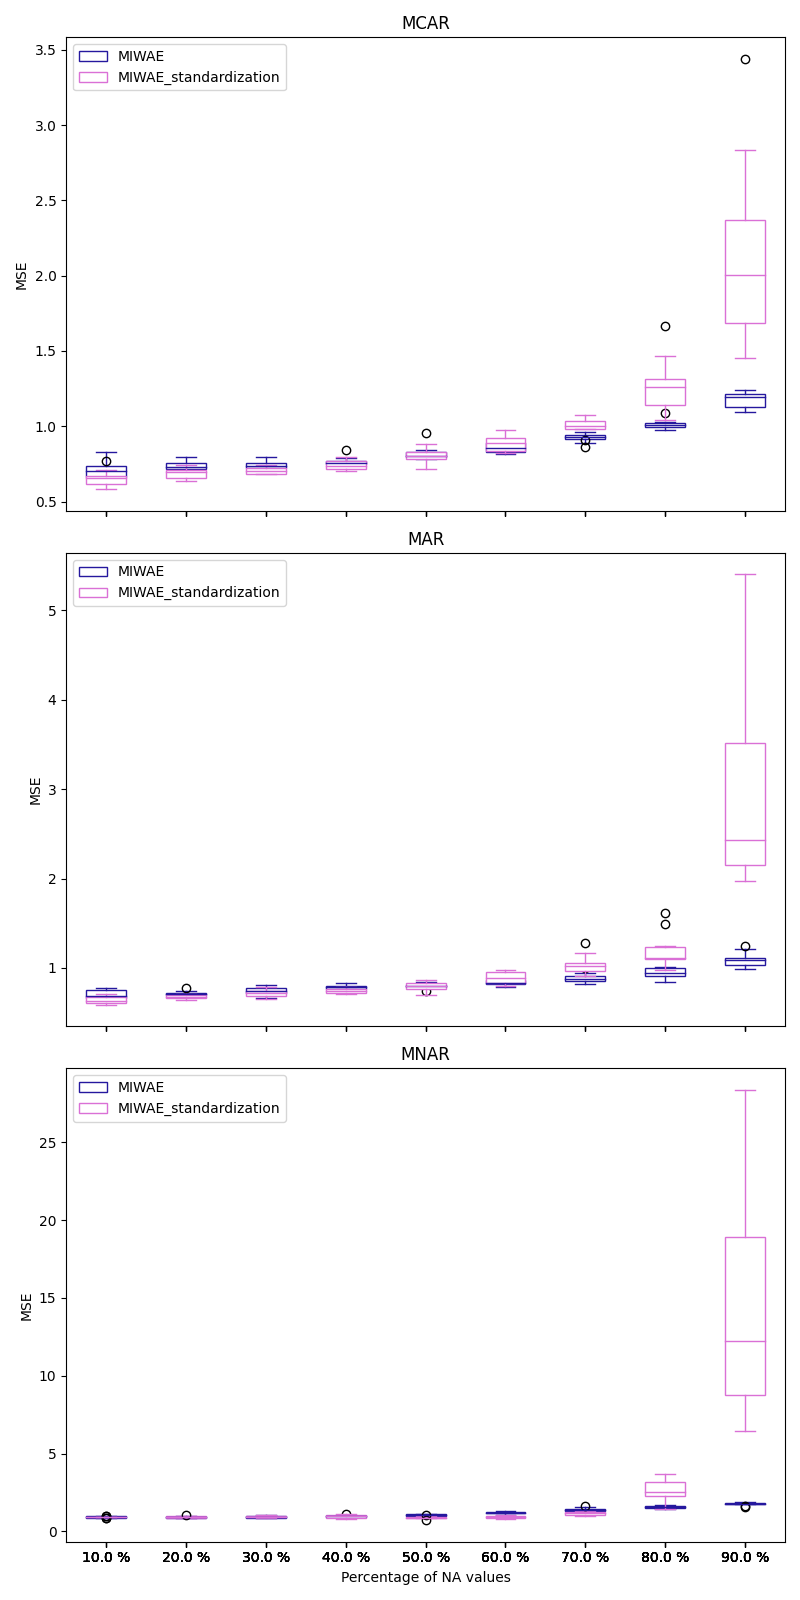 MCAR
MIWAE
MIWAE_standardization
3.5
3.0
2.5
2.0
1.5
1.0
0.5
MSE
MAR
MIWAE
MIWAE_standardization
5
4
3
2
1
MSE
MNAR
MIWAE
MIWAE_standardization
25
20
15
10
5
0
MSE
10.0 % 20.0 % 30.0 % 40.0 % 50.0 % 60.0 % 70.0 % 80.0 % 90.0 %
Percentage of NA values